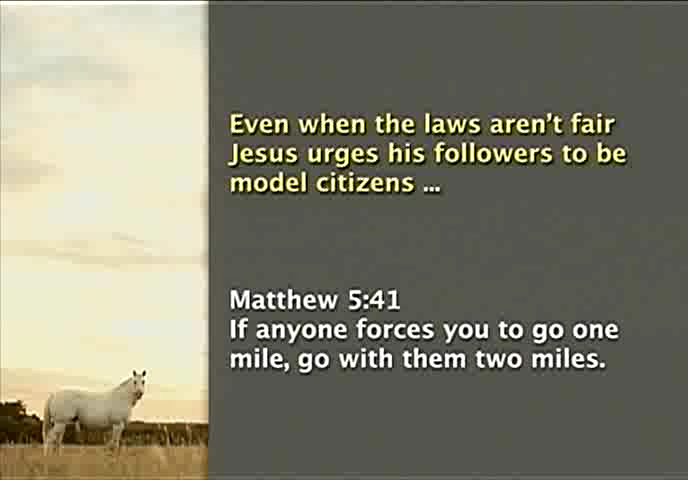 Even when the laws aren't fair
Jesus urges his followers to be
model citizens ...
Matthew 5:41
If anyone forces you to go one
mile, go with them two miles.